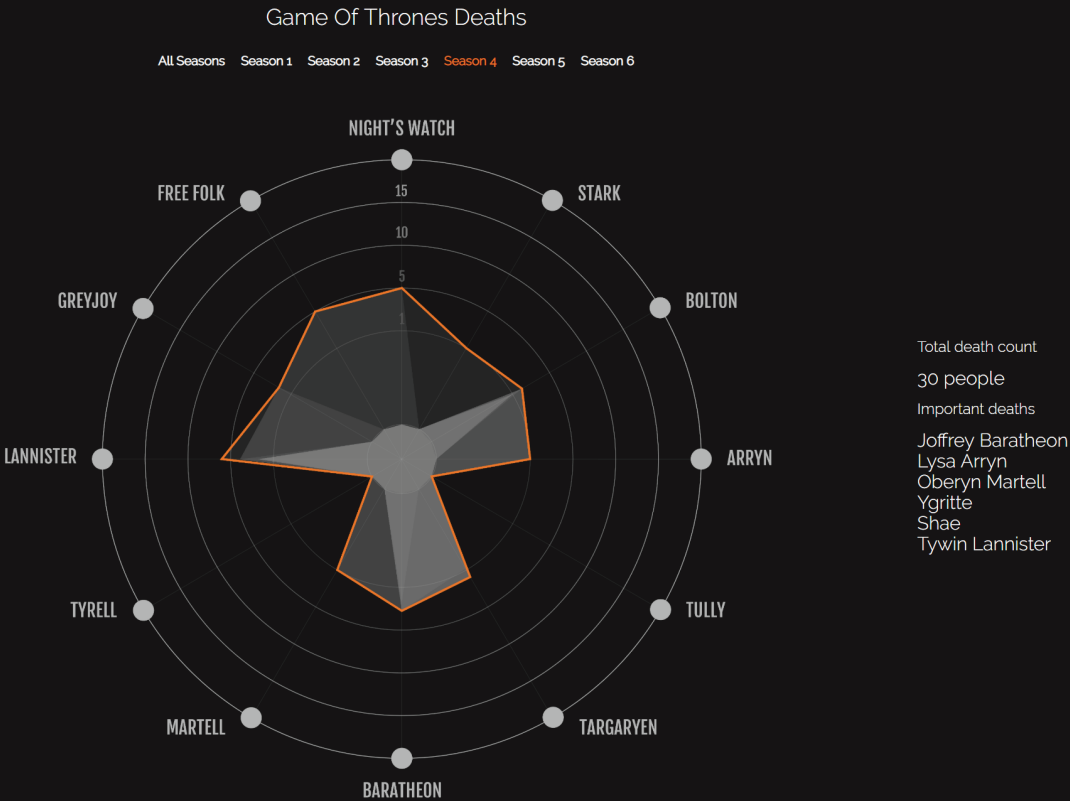 Game Of Thrones Deaths
All Seasons Season 1 Season 2 Season 3 Season 4 Season 5 Season 6
NIGHT'S WATCH
FREE FOLK
STARK
15
10
5
1
GREYJOY
BOLTON
LANNISTER
ARRYN
TYRELL
TULLY
MARTELL
TARGARYEN
BARATHEON
Total death count
30 people
Important deaths
Joffrey Baratheon
Lysa Arryn
Oberyn Martell
Ygritte
Shae
Tywin Lannister